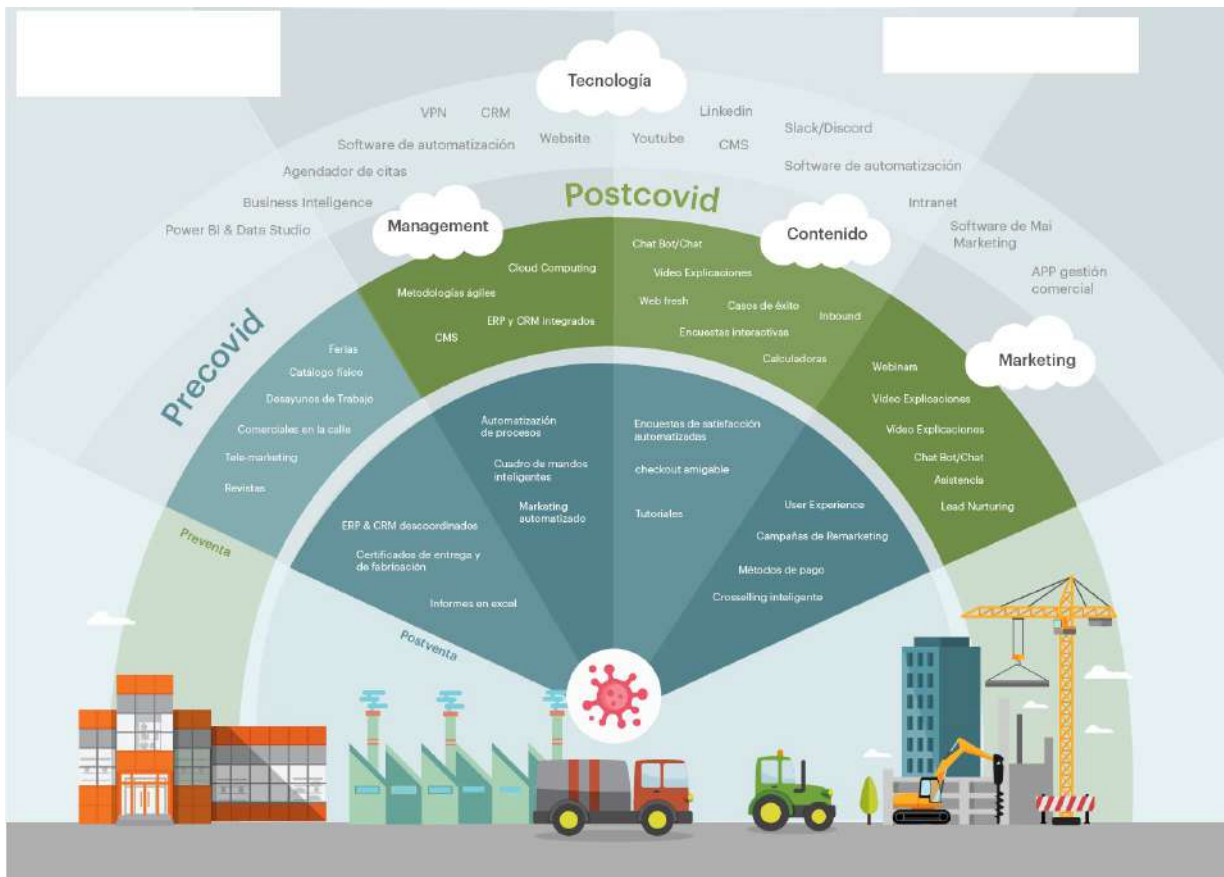 Tecnología
VPN
CRM
Linkedin
Website
Youtube
CMS
Slack/Discord
Software de automatización
Software de automatización
Agendador de citas
Business Inteligence
Intranet
Power BI & Data Studio
Software de Mai
Marketing
APP gestión
comercial
Postcovid
Management
Cloud Computing
Metodologías ágiles
ERP y CRM integrados
CMS
Contenido
Chat Bot/Chat
Vídeo Explicaciones
Web fresh
Casos de éxito
Inbound
Encuestas interactivas
Calculadoras
Marketing
Webinars
Vídeo Explicaciones
Vídeo Explicaciones
Chat Bot/Chat
Asistencia
Lead Nurturing
Precovid
Ferias
Catálogo físico
Desayunos de Trabajo
Comerciales en la calle
Tele-marketing
Revistas
Preventa
Automatización
de procesos
Cuadro de mandos
inteligentes
Marketing
automatizado
Encuestas de satisfacción
automatizadas
checkout amigable
Tutoriales
User Experience
Campañas de Remarketing
Métodos de pago
Crosselling inteligente
ERP & CRM descoordinados
Certificados de entrega y
de fabricación
Informes en excel
Postventa